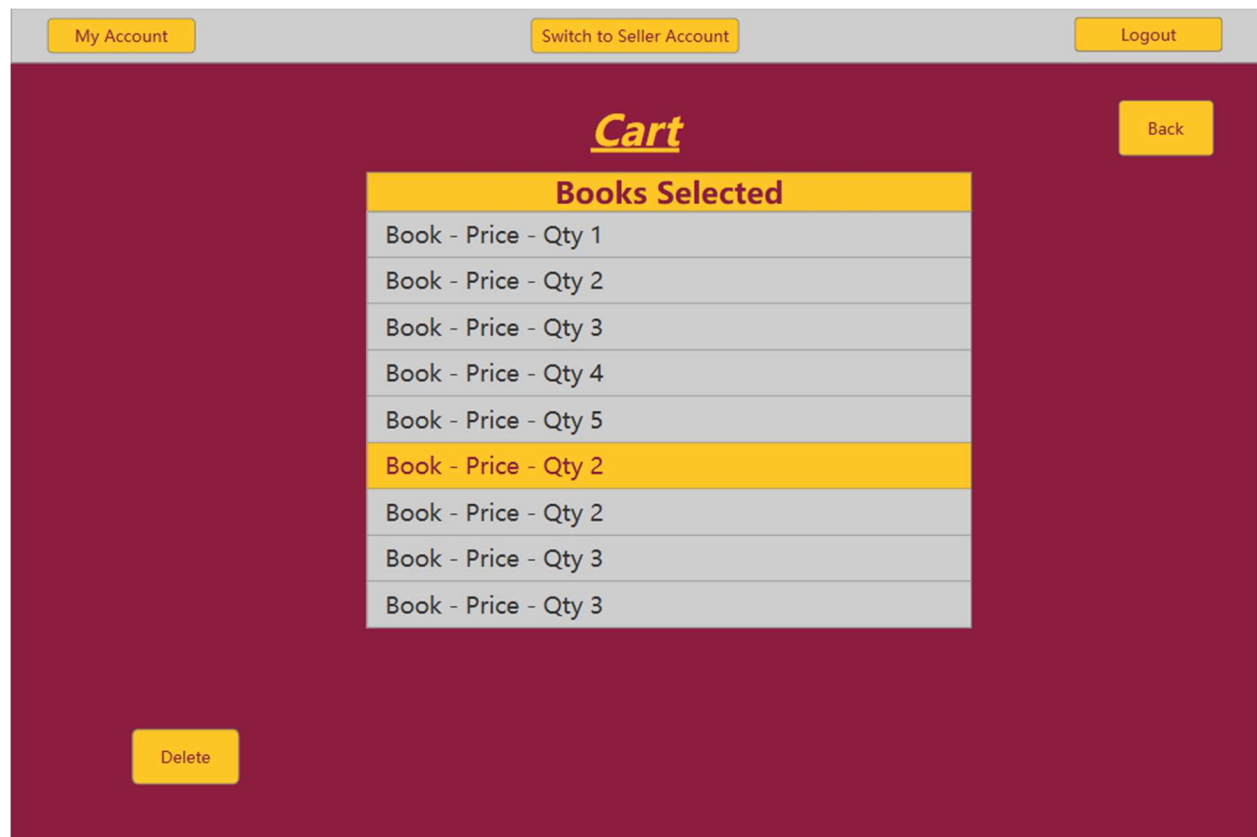 My Account
Switch to Seller Account
Logout
Cart
Back
Books Selected
Book - Price - Qty 1
Book - Price - Qty 2
Book - Price - Qty 3
Book - Price - Qty 4
Book - Price - Qty 5
Book - Price - Qty 2
Book - Price - Qty 2
Book - Price - Qty 3
Book - Price - Qty 3
Delete